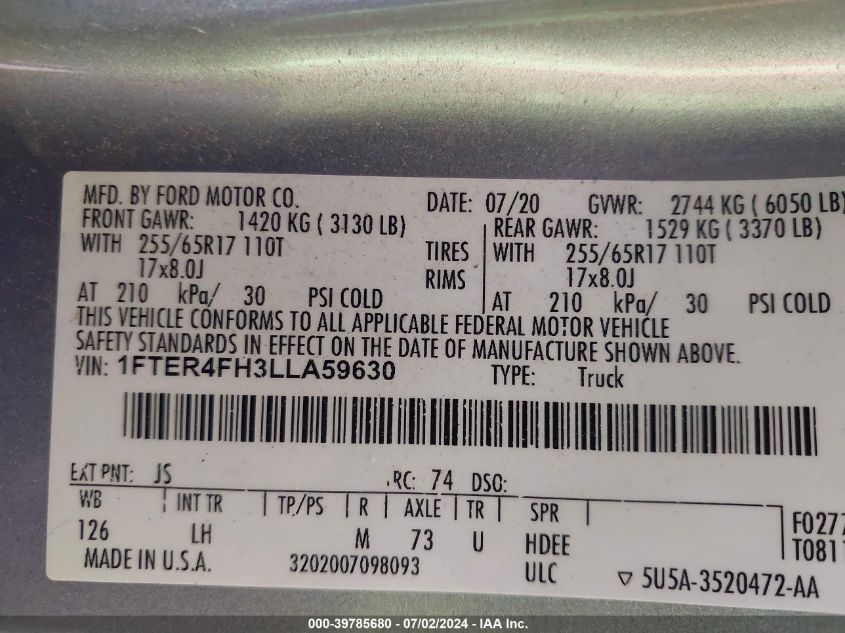 MFD. BY FORD MOTOR CO. DATE: 07/20 GVWR: 2744 KG ( 6050 LB)
FRONT GAWR: 1420 KG ( 3130 LB) REAR GAWR: 1529 KG ( 3370 LB)
WITH 255/65R17 110T TIRES WITH 255/65R17 110T
17x8.0J RIMS 17x8.0J
AT 210 kPa/ 30 PSI COLD AT 210 kPa/ 30 PSI COLD
THIS VEHICLE CONFORMS TO ALL APPLICABLE FEDERAL MOTOR VEHICLE
SAFETY STANDARDS IN EFFECT ON THE DATE OF MANUFACTURE SHOWN ABOVE.
VIN: 1FTER4FH3LLA59630 TYPE: Truck
EXT PNT: JS RC: 74 DSO:
WB INT TR TP/PS R AXLE TR SPR
126 LH M 73 U HDEE
F0277
T0811
MADE IN U.S.A. 3202007098093 ULC ▽ 5U5A-3520472-AA
000-39785680 - 07/02/2024 - IAA Inc.